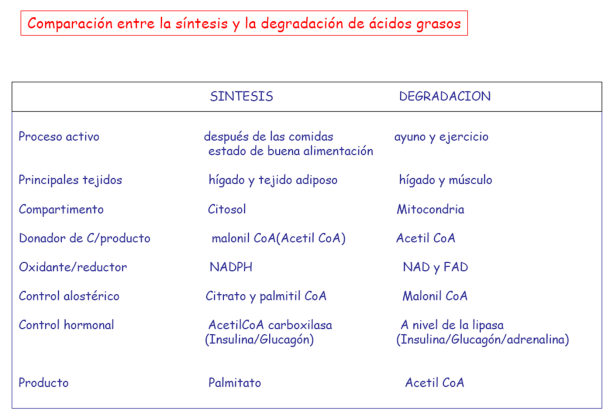 Comparación entre la síntesis y la degradación de ácidos grasos
SINTESIS DEGRADACION
Proceso activo después de las comidas ayuno y ejercicio
estado de buena alimentación
Principales tejidos hígado y tejido adiposo hígado y músculo
Compartimento Citosol Mitocondria
Donador de C/producto malonil CoA(Acetil CoA) Acetil CoA
Oxidante/reductor NADPH NAD y FAD
Control alostérico Citrato y palmitil CoA Malonil CoA
Control hormonal AcetilCoA carboxilasa A nivel de la lipasa
(Insulina/Glucagón) (Insulina/Glucagón/adrenalina)
Producto Palmitato Acetil CoA